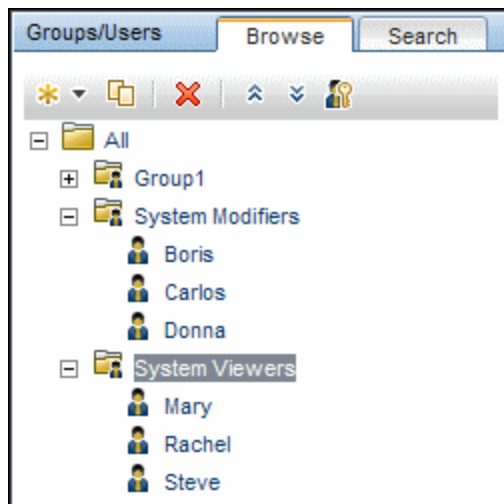 Groups/Users Browse Search
All
Group1
System Modifiers
Boris
Carlos
Donna
System Viewers
Mary
Rachel
Steve